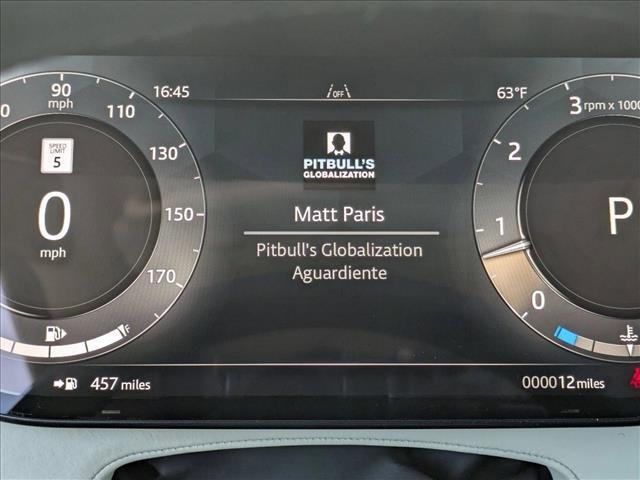 90
mph
0
110
130
150
170
SPEED
LIMIT
5
0
mph
F
457 miles
16:45
OFF
63°F
PITBULL'S
GLOBALIZATION
Matt Paris
Pitbull's Globalization
Aguardiente
3 rpm x 1000
2
1
0
P
000012 miles